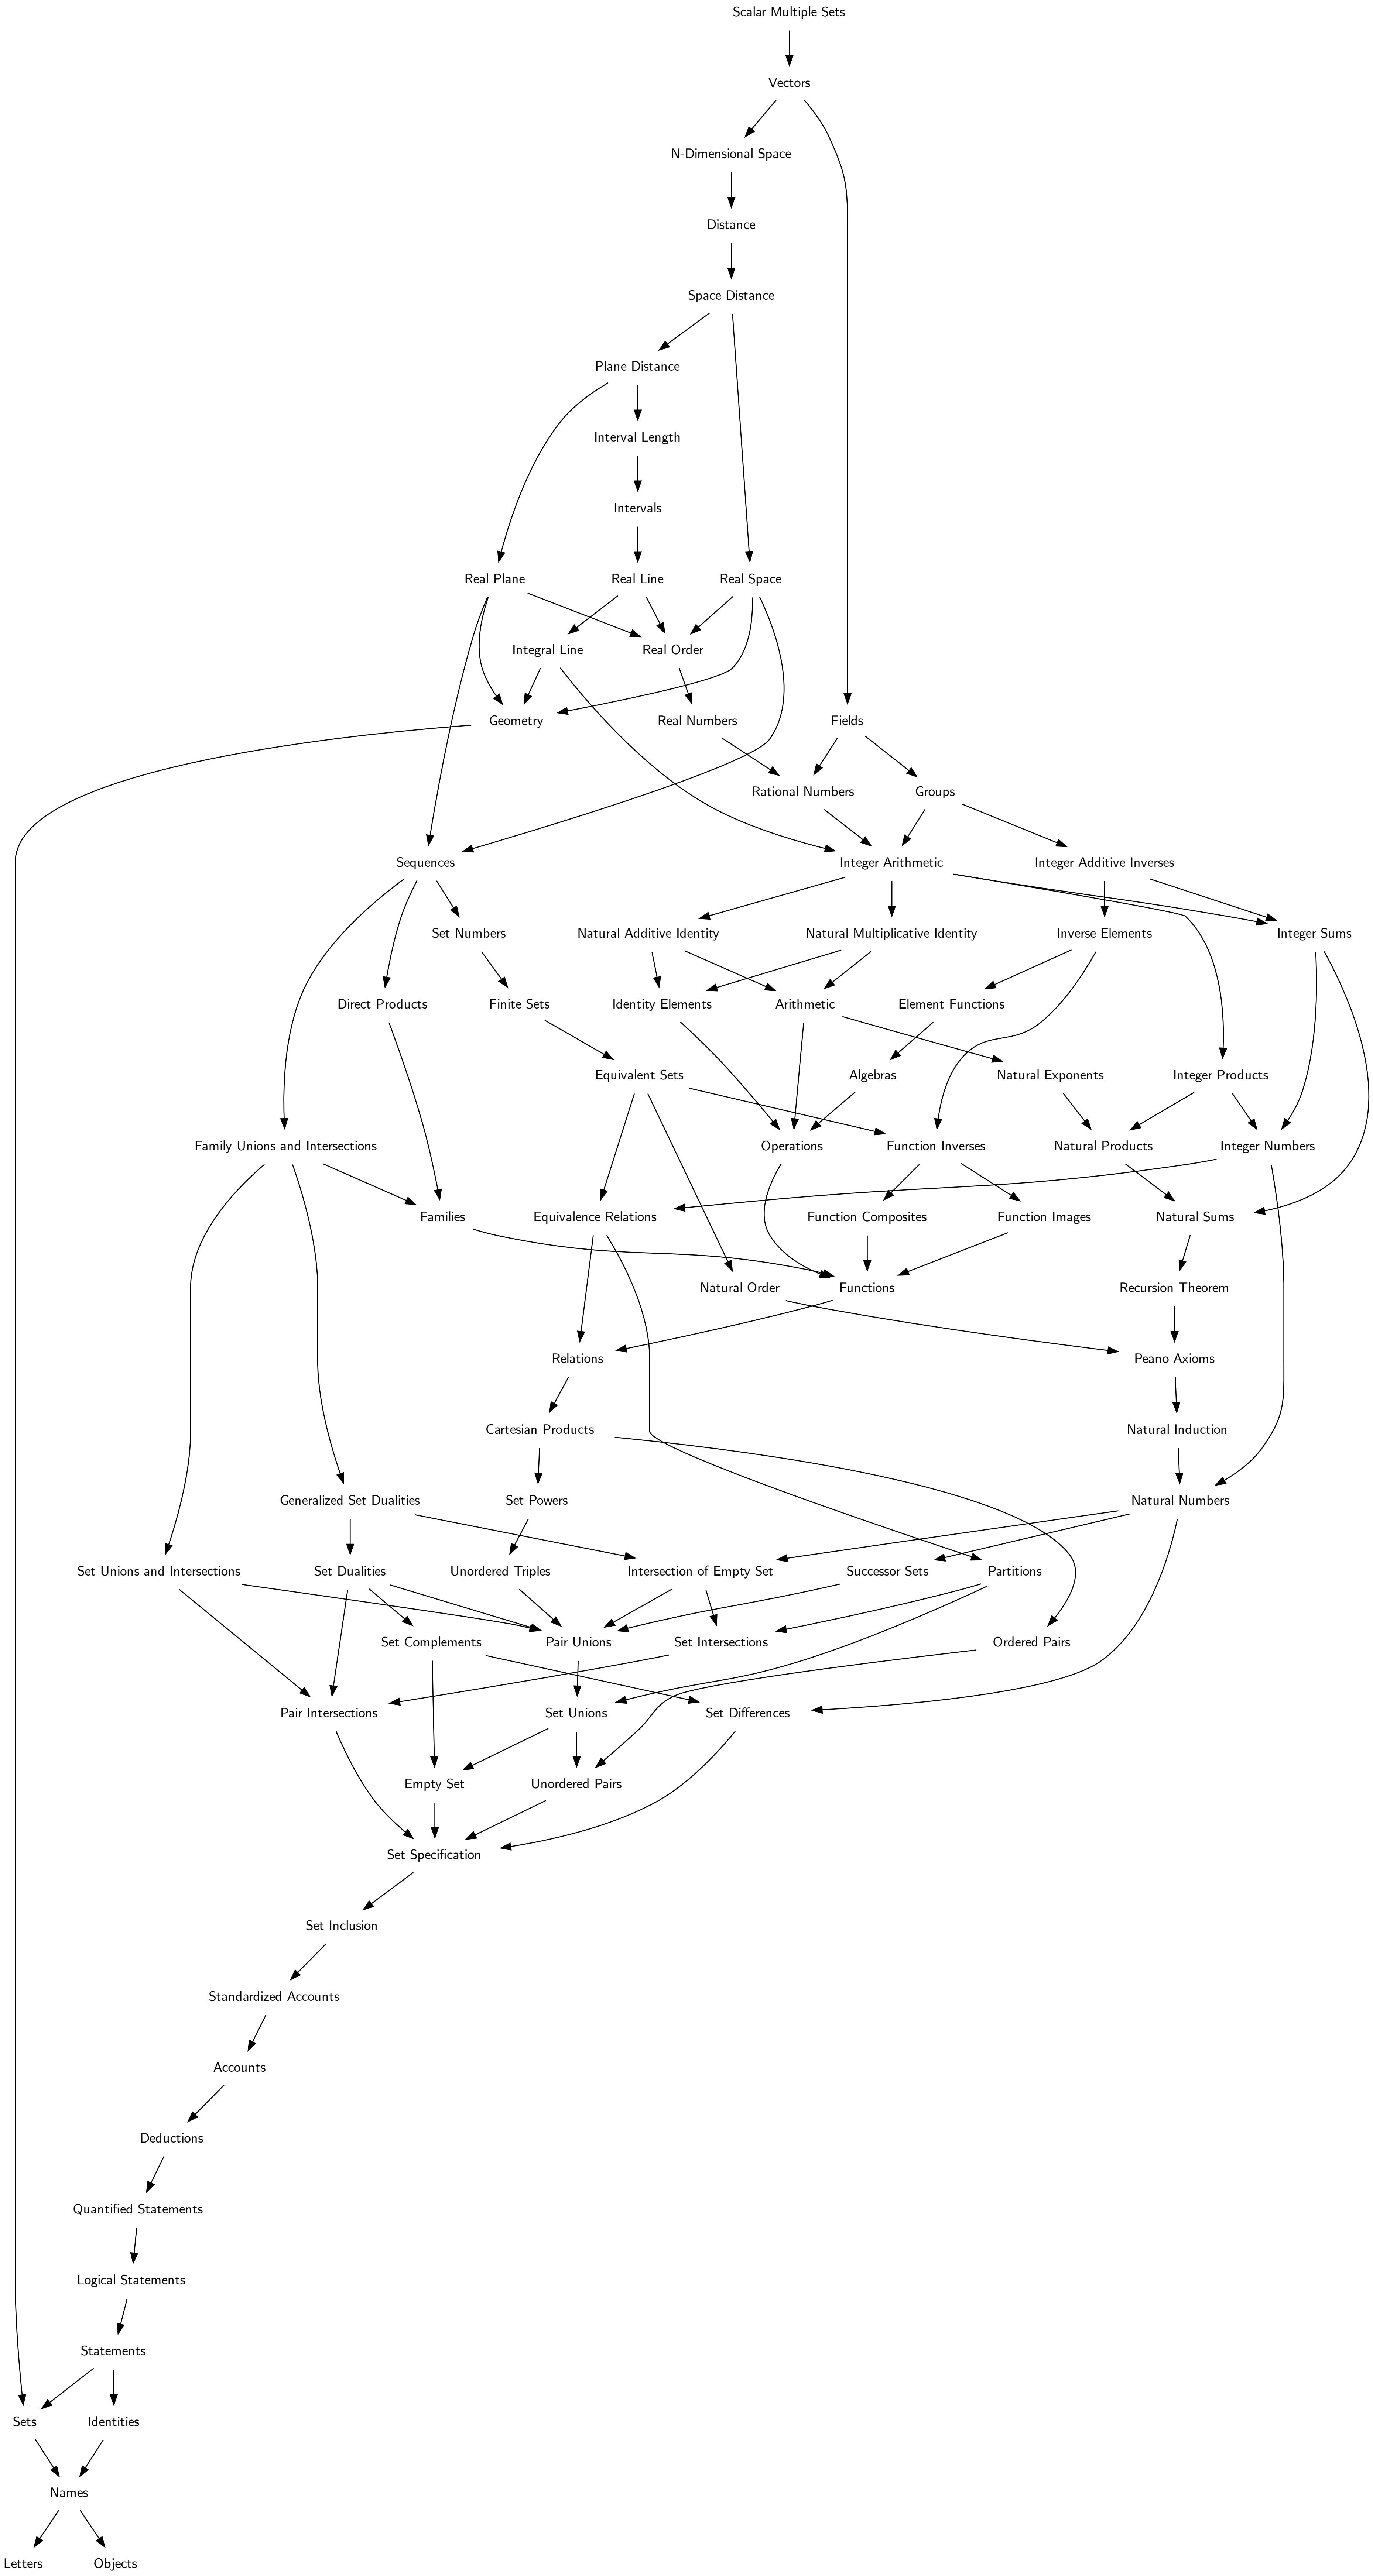 Scalar Multiple Sets
Vectors
N-Dimensional Space
Distance
Space Distance
Plane Distance
Interval Length
Intervals
Real Plane
Real Line
Real Space
Integral Line
Real Order
Geometry
Real Numbers
Fields
Rational Numbers
Groups
Sequences
Integer Arithmetic
Integer Additive Inverses
Set Numbers
Natural Additive Identity
Natural Multiplicative Identity
Inverse Elements
Integer Sums
Direct Products
Finite Sets
Identity Elements
Arithmetic
Element Functions
Equivalent Sets
Algebras
Natural Exponents
Integer Products
Family Unions and Intersections
Operations
Function Inverses
Natural Products
Integer Numbers
Families
Equivalence Relations
Function Composites
Function Images
Natural Sums
Natural Order
Functions
Recursion Theorem
Relations
Peano Axioms
Cartesian Products
Natural Induction
Generalized Set Dualities
Set Powers
Natural Numbers
Set Unions and Intersections
Set Dualities
Unordered Triples
Intersection of Empty Set
Successor Sets
Partitions
Set Complements
Pair Unions
Set Intersections
Ordered Pairs
Pair Intersections
Set Unions
Set Differences
Empty Set
Unordered Pairs
Set Specification
Set Inclusion
Standardized Accounts
Accounts
Deductions
Quantified Statements
Logical Statements
Statements
Sets
Identities
Names
Letters
Objects